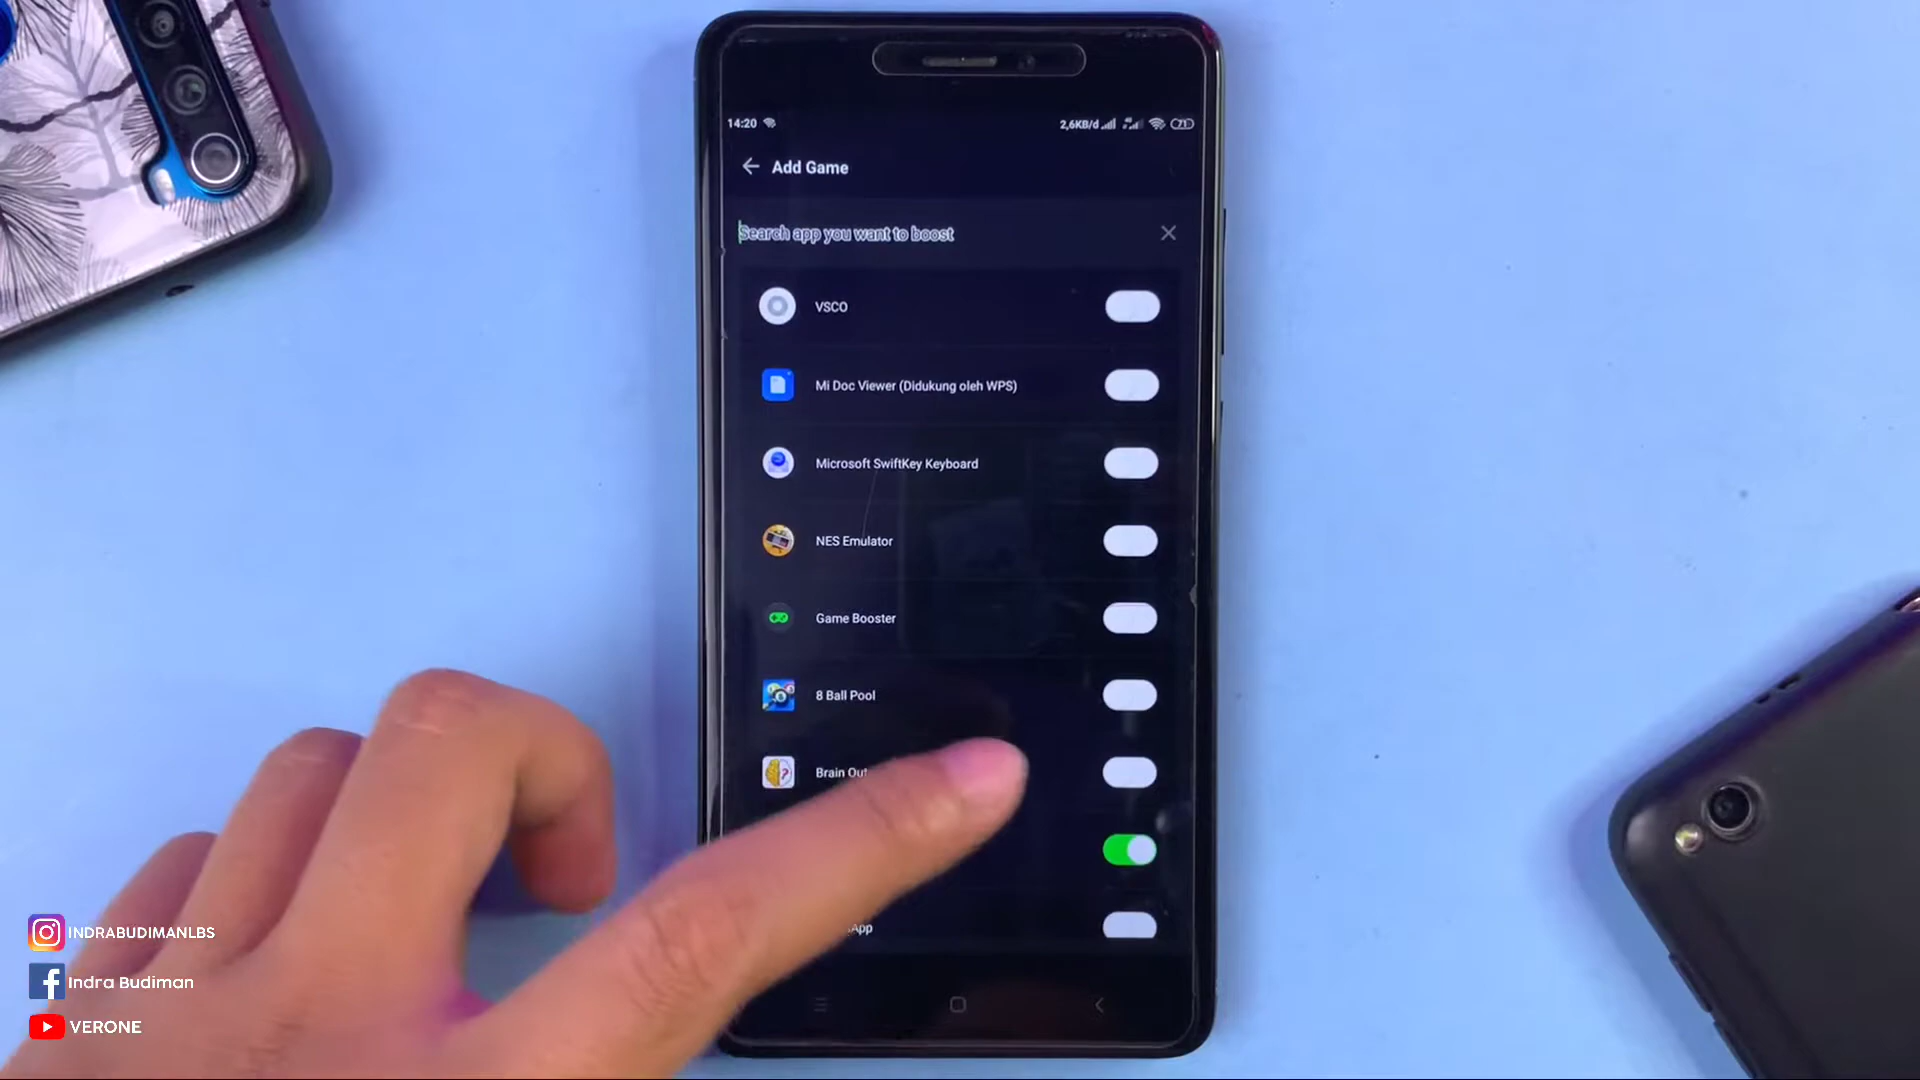 14:20
2,6KB/d
71
Add Game
Search app you want to boost
VSCO
Mi Doc Viewer (Didukung oleh WPS)
Microsoft SwiftKey Keyboard
NES Emulator
Game Booster
8 Ball Pool
Brain Out
INDRABUDIMANLBS
Indra Budiman
VERONE